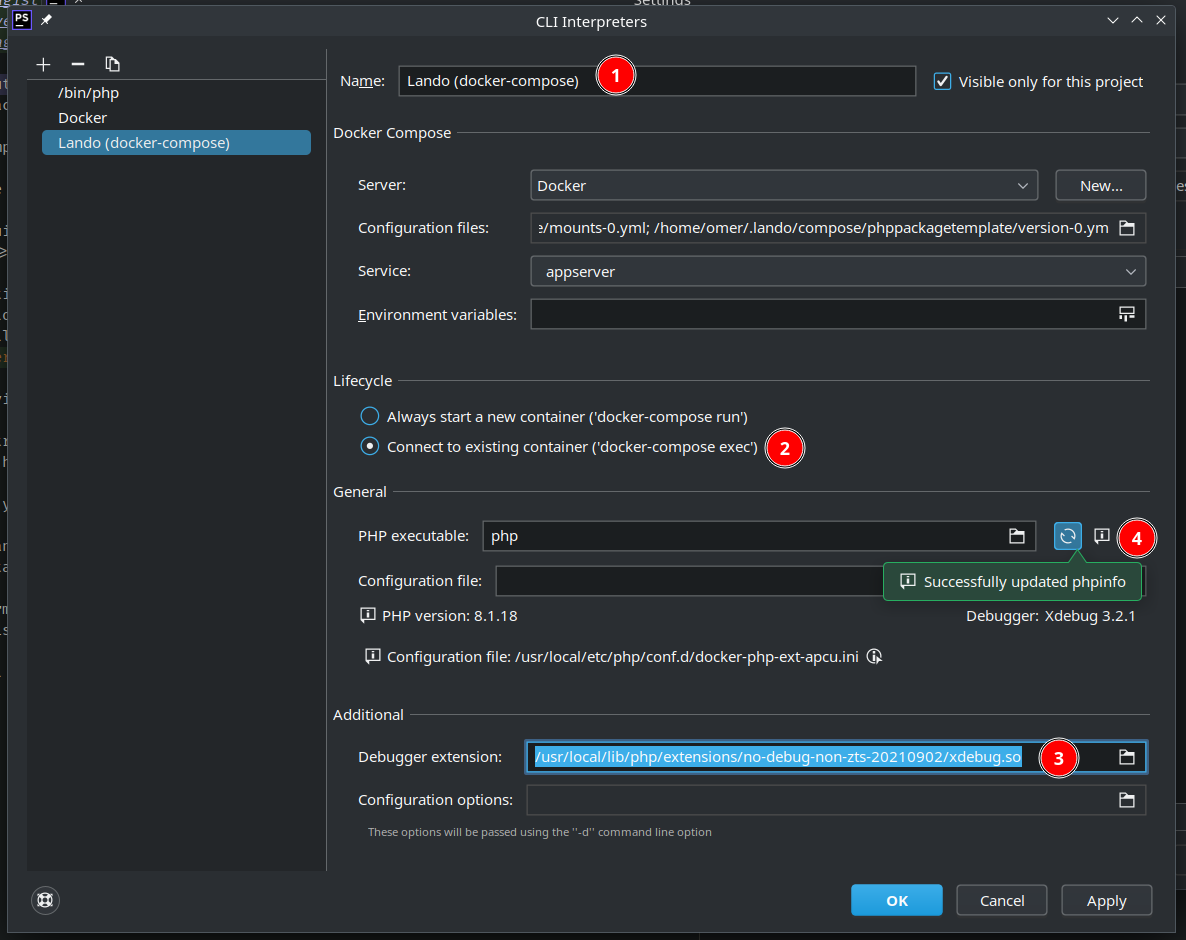 Settings
PS
CLI Interpreters
/bin/php
Docker
Lando (docker-compose)
Name: Lando (docker-compose) 1 Visible only for this project
Docker Compose
Server: Docker New...
Configuration files: e/mounts-0.yml; /home/omer/.lando/compose/phppackagetemplate/version-0.ym
Service: appserver
Environment variables:
Lifecycle
Always start a new container ('docker-compose run')
Connect to existing container ('docker-compose exec') 2
General
PHP executable: php 4
Configuration file: Successfully updated phpinfo
PHP version: 8.1.18 Debugger: Xdebug 3.2.1
Configuration file: /usr/local/etc/php/conf.d/docker-php-ext-apcu.ini
Additional
Debugger extension: /usr/local/lib/php/extensions/no-debug-non-zts-20210902/xdebug.so 3
Configuration options:
These options will be passed using the ''-d'' command line option
OK Cancel Apply